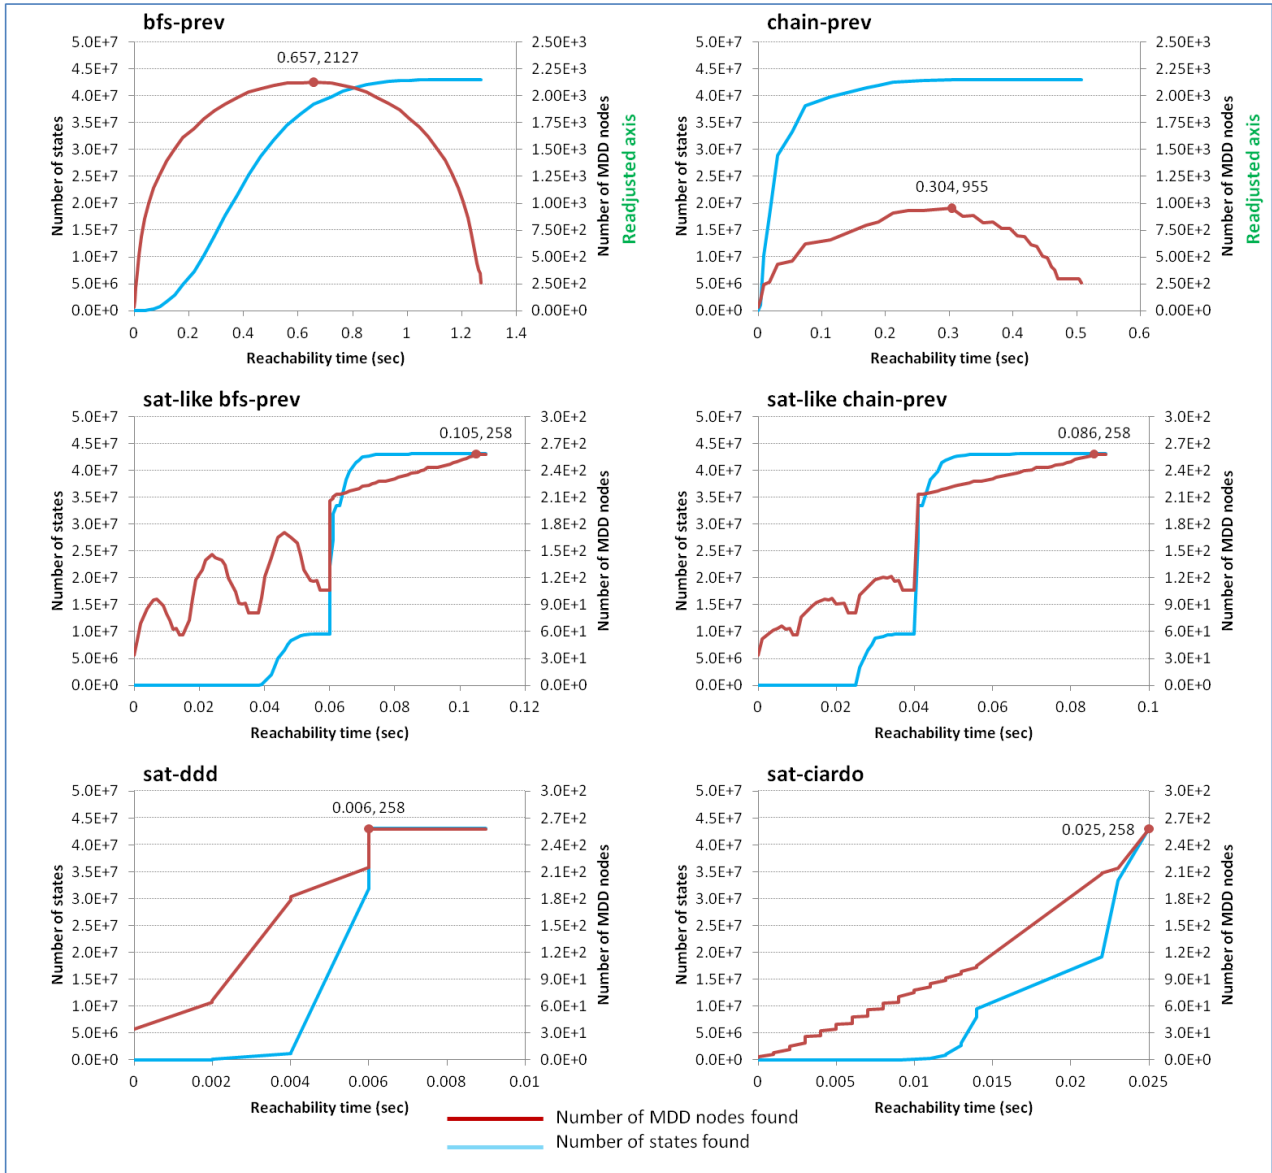 bfs-prev
5.0E+7
4.5E+7
4.0E+7
3.5E+7
3.0E+7
2.5E+7
2.0E+7
1.5E+7
1.0E+7
5.0E+6
0.0E+0
Number of states
0.657, 2127
2.50E+3
2.25E+3
2.00E+3
1.75E+3
1.50E+3
1.25E+3
1.00E+3
7.50E+2
5.00E+2
2.50E+2
0.00E+0
Number of MDD nodes
Readjusted axis
0 0.2 0.4 0.6 0.8 1 1.2 1.4
Reachability time (sec)
chain-prev
5.0E+7
4.5E+7
4.0E+7
3.5E+7
3.0E+7
2.5E+7
2.0E+7
1.5E+7
1.0E+7
5.0E+6
0.0E+0
Number of states
0.304, 955
2.50E+3
2.25E+3
2.00E+3
1.75E+3
1.50E+3
1.25E+3
1.00E+3
7.50E+2
5.00E+2
2.50E+2
0.00E+0
Number of MDD nodes
Readjusted axis
0 0.1 0.2 0.3 0.4 0.5 0.6
Reachability time (sec)
sat-like bfs-prev
5.0E+7
4.5E+7
4.0E+7
3.5E+7
3.0E+7
2.5E+7
2.0E+7
1.5E+7
1.0E+7
5.0E+6
0.0E+0
Number of states
0.105, 258
3.0E+2
2.7E+2
2.4E+2
2.1E+2
1.8E+2
1.5E+2
1.2E+2
9.0E+1
6.0E+1
3.0E+1
0.0E+0
Number of MDD nodes
0 0.02 0.04 0.06 0.08 0.1 0.12
Reachability time (sec)
sat-like chain-prev
5.0E+7
4.5E+7
4.0E+7
3.5E+7
3.0E+7
2.5E+7
2.0E+7
1.5E+7
1.0E+7
5.0E+6
0.0E+0
Number of states
0.086, 258
3.0E+2
2.7E+2
2.4E+2
2.1E+2
1.8E+2
1.5E+2
1.2E+2
9.0E+1
6.0E+1
3.0E+1
0.0E+0
Number of MDD nodes
0 0.02 0.04 0.06 0.08 0.1
Reachability time (sec)
sat-ddd
5.0E+7
4.5E+7
4.0E+7
3.5E+7
3.0E+7
2.5E+7
2.0E+7
1.5E+7
1.0E+7
5.0E+6
0.0E+0
Number of states
0.006, 258
3.0E+2
2.7E+2
2.4E+2
2.1E+2
1.8E+2
1.5E+2
1.2E+2
9.0E+1
6.0E+1
3.0E+1
0.0E+0
Number of MDD nodes
0 0.002 0.004 0.006 0.008 0.01
Reachability time (sec)
sat-ciardo
5.0E+7
4.5E+7
4.0E+7
3.5E+7
3.0E+7
2.5E+7
2.0E+7
1.5E+7
1.0E+7
5.0E+6
0.0E+0
Number of states
0.025, 258
3.0E+2
2.7E+2
2.4E+2
2.1E+2
1.8E+2
1.5E+2
1.2E+2
9.0E+1
6.0E+1
3.0E+1
0.0E+0
Number of MDD nodes
0 0.005 0.01 0.015 0.02 0.025
Reachability time (sec)
Number of MDD nodes found
Number of states found